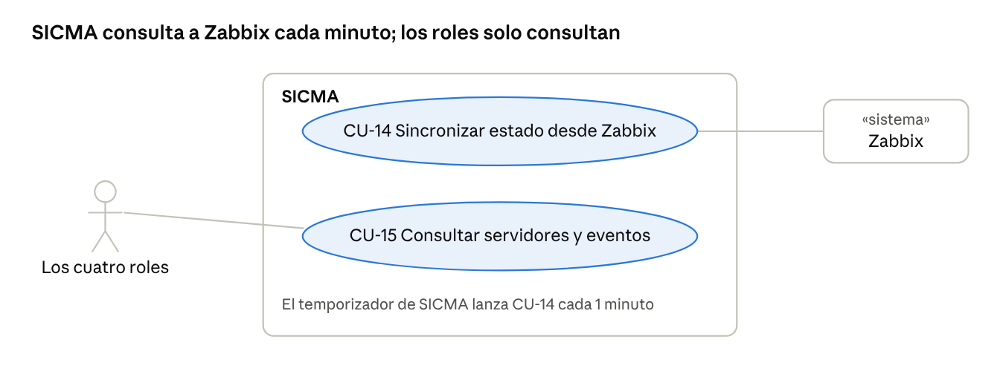 SICMA consulta a Zabbix cada minuto; los roles solo consultan
SICMA
CU-14 Sincronizar estado desde Zabbix
«sistema»
Zabbix
CU-15 Consultar servidores y eventos
Los cuatro roles
El temporizador de SICMA lanza CU-14 cada 1 minuto